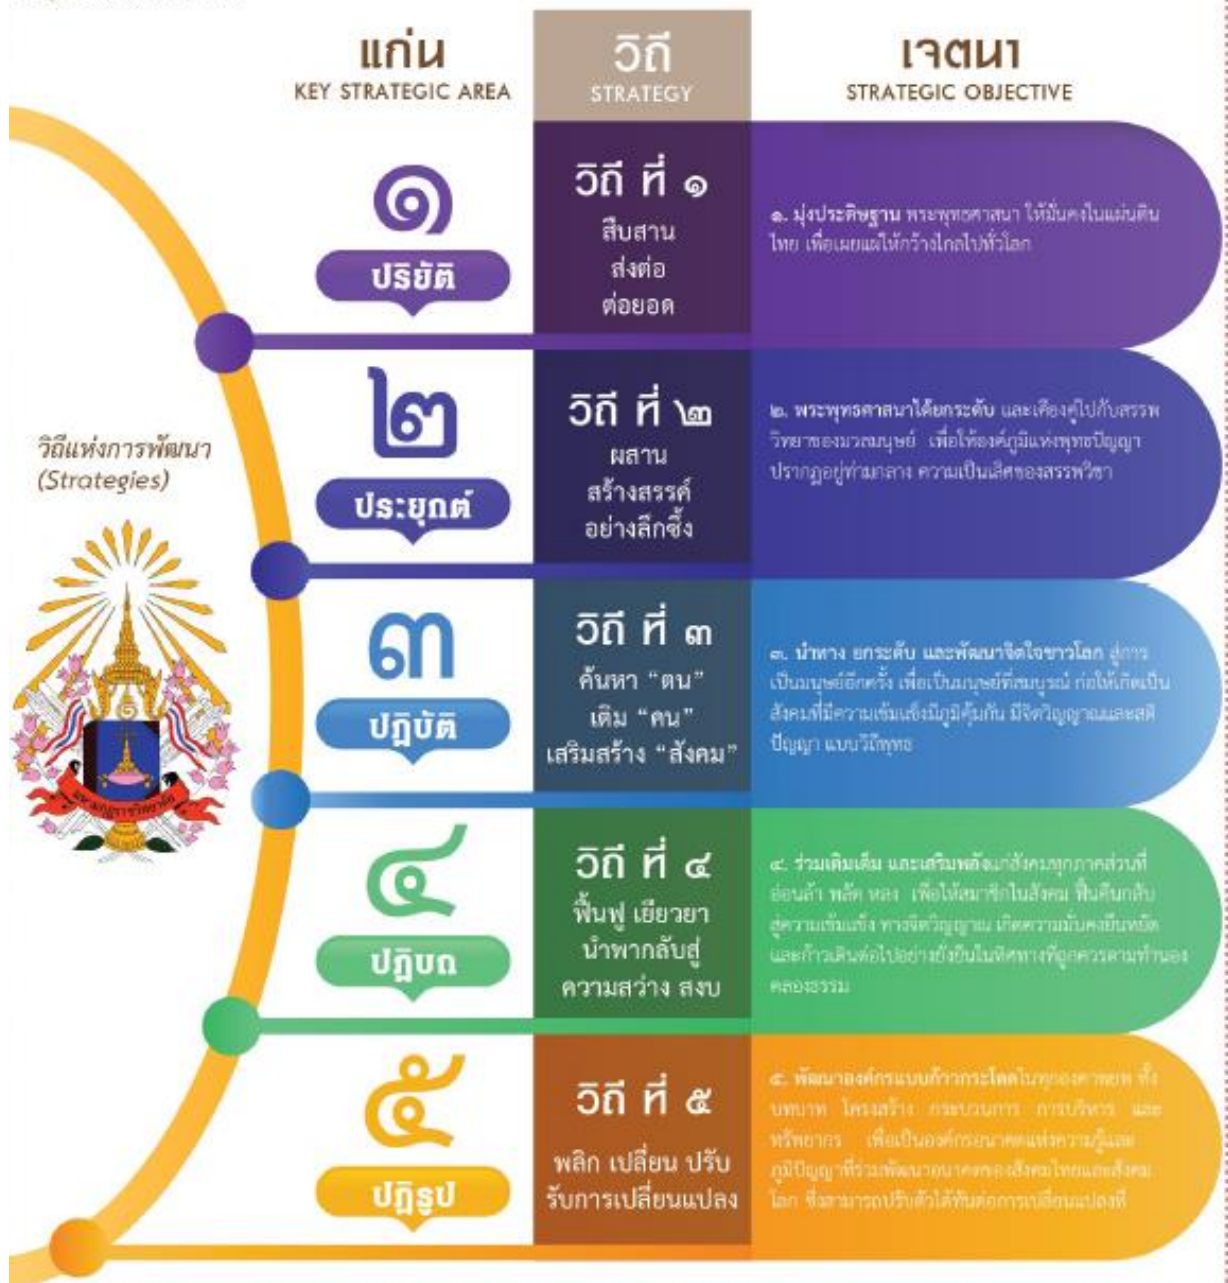 แก่น
KEY STRATEGIC AREA
วิถี
STRATEGY
เจตนา
STRATEGIC OBJECTIVE
วิถีแห่งการพัฒนา
(Strategies)
มหามกุฏราชวิทยาลัย
๑
ปริยัติ
วิถี ที่ ๑
สืบสาน
ส่งต่อ
ต่อยอด
๑. มุ่งประดิษฐาน พระพุทธศาสนา ให้มั่นคงในแผ่นดิน
ไทย เพื่อเผยแผ่ให้กว้างไกลไปทั่วโลก
๒
ประยุกต์
วิถี ที่ ๒
ผสาน
สร้างสรรค์
อย่างลึกซึ้ง
๒. พระพุทธศาสนาได้ยกระดับ และเคียงคู่ไปกับสรรพ
วิทยาของมวลมนุษย์ เพื่อให้องค์ภูมิแห่งพุทธปัญญา
ปรากฏอยู่ท่ามกลาง ความเป็นเลิศของสรรพวิชา
๓
ปฏิบัติ
วิถี ที่ ๓
ค้นหา “ตน”
เติม “คน”
เสริมสร้าง “สังคม”
๓. นำทาง ยกระดับ และพัฒนาจิตใจชาวโลก สู่การ
เป็นมนุษย์อีกครั้ง เพื่อเป็นมนุษย์ที่สมบูรณ์ ก่อให้เกิดเป็น
สังคมที่มีความเข้มแข็งมีภูมิคุ้มกัน มีจิตวิญญาณและสติ
ปัญญา แบบวิถีพุทธ
๔
ปฏิบถ
วิถี ที่ ๔
ฟื้นฟู เยียวยา
นำพากลับสู่
ความสว่าง สงบ
๔. ร่วมเติมเต็ม และเสริมพลังแก่สังคมทุกภาคส่วนที่
อ่อนล้า พลัด หลง เพื่อให้สมาชิกในสังคม ฟื้นคืนกลับ
สู่ความเข้มแข็ง ทางจิตวิญญาณ เกิดความมั่นคงยืนหยัด
และก้าวเดินต่อไปอย่างยั่งยืนในทิศทางที่ถูกควรตามทำนอง
คลองธรรม
๕
ปฏิรูป
วิถี ที่ ๕
พลิก เปลี่ยน ปรับ
รับการเปลี่ยนแปลง
๕. พัฒนาองค์กรแบบก้าวกระโดดในทุกองคาพยพ ทั้ง
บทบาท โครงสร้าง กระบวนการ การบริหาร และ
ทรัพยากร เพื่อเป็นองค์กรอนาคตแห่งความรู้และ
ภูมิปัญญาที่ร่วมพัฒนาอนาคตของสังคมไทยและสังคม
โลก ซึ่งสามารถปรับตัวได้ทันต่อการเปลี่ยนแปลงที่